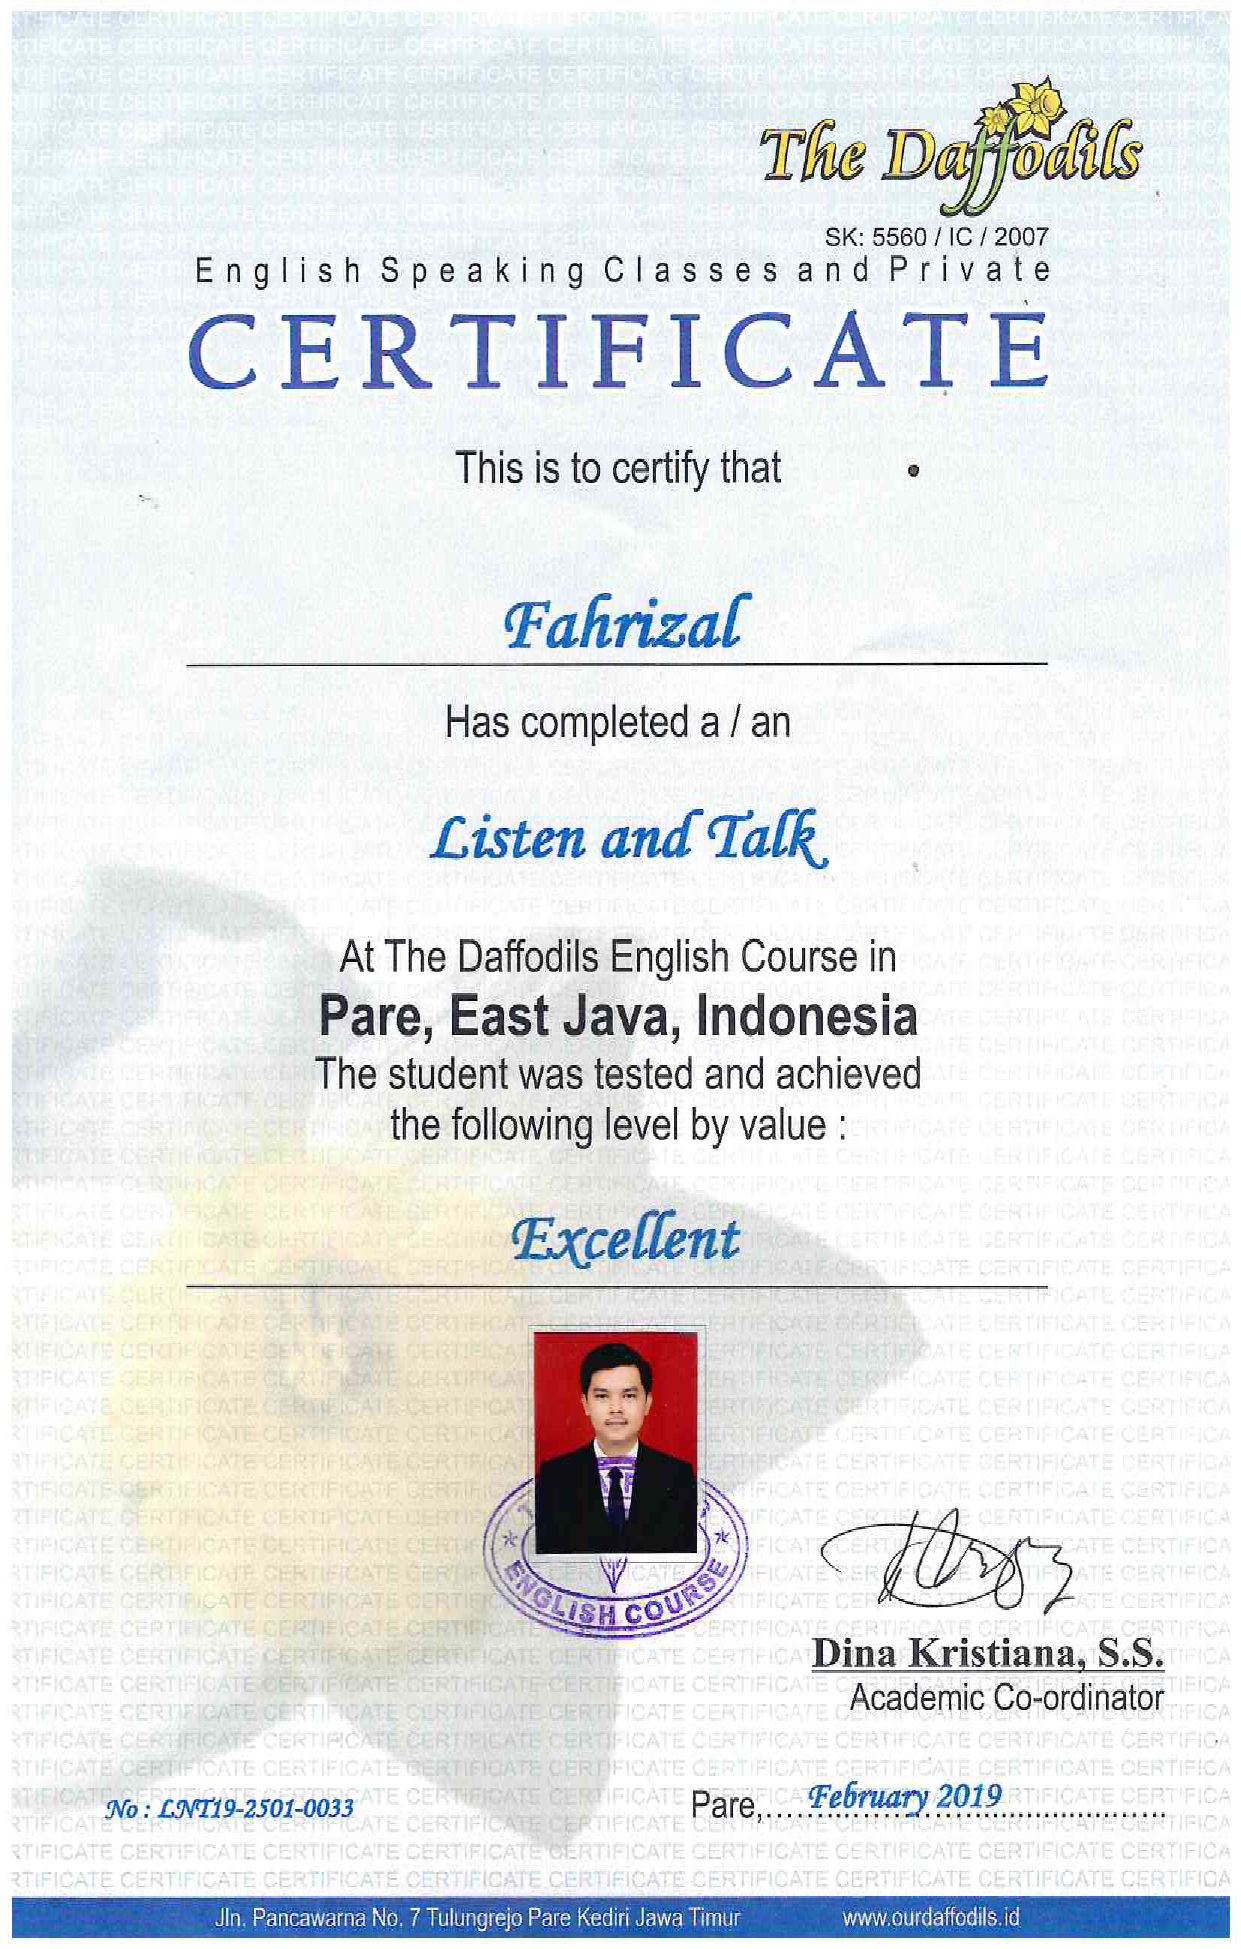 The Daffodils
SK: 5560 / IC / 2007
English Speaking Classes and Private
CERTIFICATE
This is to certify that
Fahrizal
Has completed a / an
Listen and Talk
At The Daffodils English Course in
Pare, East Java, Indonesia
The student was tested and achieved
the following level by value :
Excellent
ENGLISH COURSE
Dina Kristiana, S.S.
Academic Co-ordinator
No : LNT19-2501-0033
Pare,....February 2019
Jln. Pancawarna No. 7 Tulungrejo Pare Kediri Jawa Timur
www.ourdaffodils.id